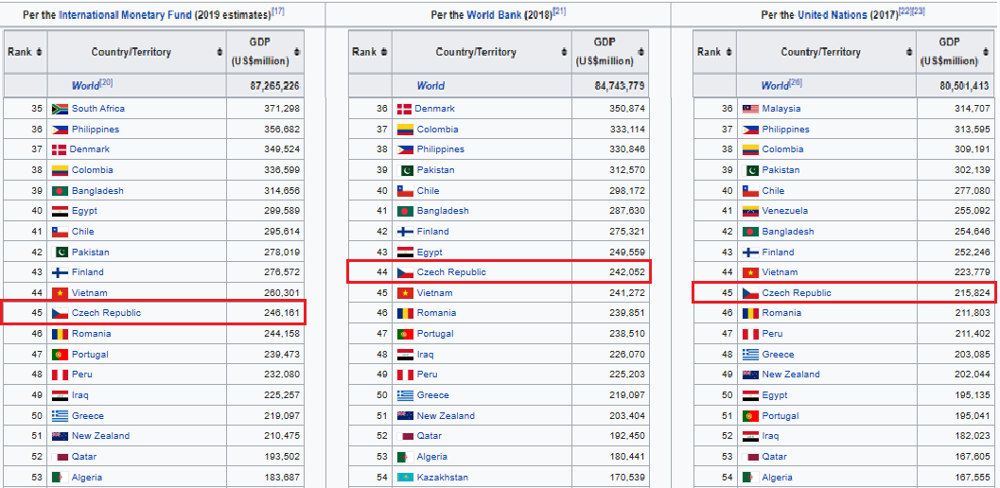 Per the International Monetary Fund (2019 estimates)[17]
Rank Country/Territory GDP (US$million)
World[20] 87,265,226
35 South Africa 371,298
36 Philippines 356,682
37 Denmark 349,524
38 Colombia 336,599
39 Bangladesh 314,656
40 Egypt 299,589
41 Chile 295,614
42 Pakistan 278,019
43 Finland 276,572
44 Vietnam 260,301
45 Czech Republic 246,161
46 Romania 244,158
47 Portugal 239,473
48 Peru 232,080
49 Iraq 225,257
50 Greece 219,097
51 New Zealand 210,475
52 Qatar 193,502
53 Algeria 183,687
Per the World Bank (2018)[21]
Rank Country/Territory GDP (US$million)
World 84,743,779
36 Denmark 350,874
37 Colombia 333,114
38 Philippines 330,846
39 Pakistan 312,570
40 Chile 298,172
41 Bangladesh 287,630
42 Finland 275,321
43 Egypt 249,559
44 Czech Republic 242,052
45 Vietnam 241,272
46 Romania 239,851
47 Portugal 238,510
48 Iraq 226,070
49 Peru 225,203
50 Greece 219,097
51 New Zealand 203,404
52 Qatar 192,450
53 Algeria 180,441
54 Kazakhstan 170,539
Per the United Nations (2017)[22][23]
Rank Country/Territory GDP (US$million)
World[26] 80,501,413
36 Malaysia 314,707
37 Philippines 313,595
38 Colombia 309,191
39 Pakistan 302,139
40 Chile 277,080
41 Venezuela 255,092
42 Bangladesh 254,646
43 Finland 252,246
44 Vietnam 223,779
45 Czech Republic 215,824
46 Romania 211,803
47 Peru 211,402
48 Greece 203,085
49 New Zealand 202,044
50 Egypt 195,135
51 Portugal 195,041
52 Iraq 182,023
53 Qatar 167,605
54 Algeria 167,555